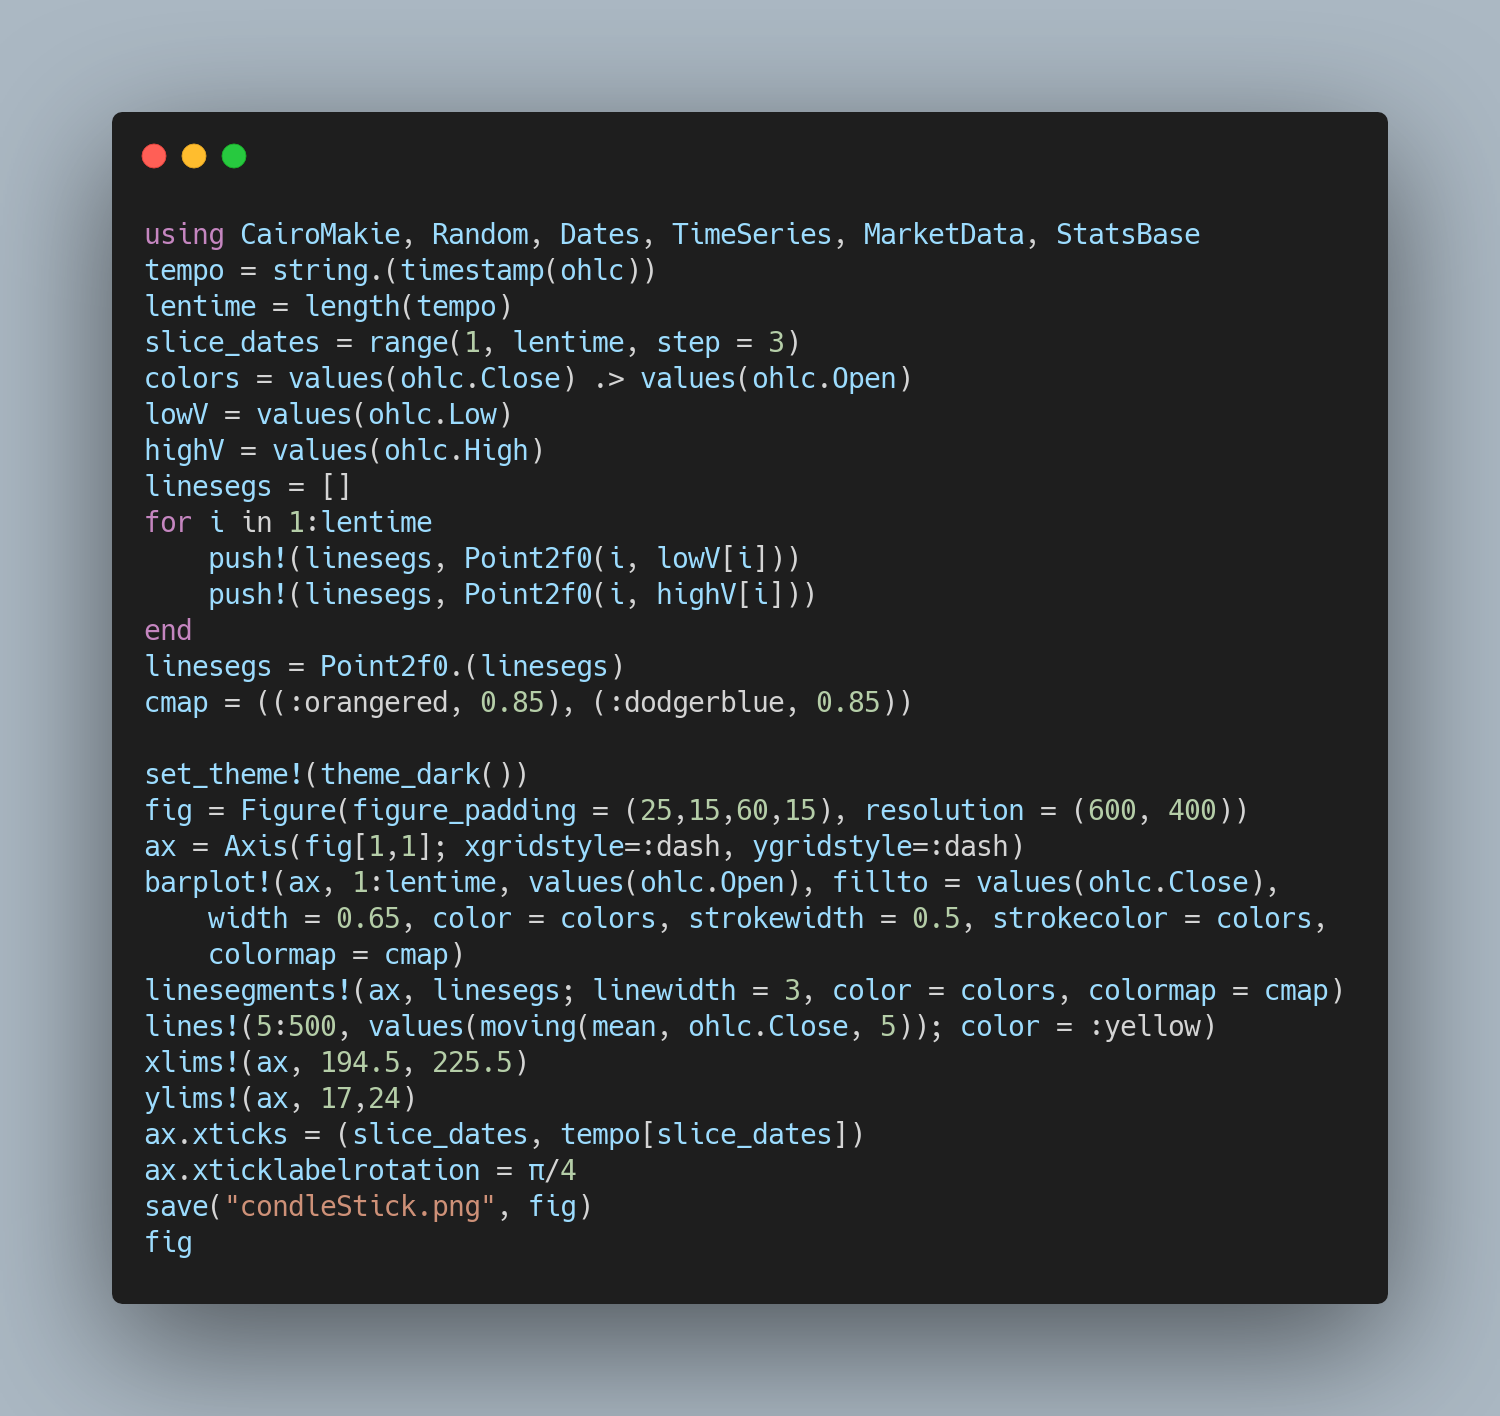 using CairoMakie, Random, Dates, TimeSeries, MarketData, StatsBase
tempo = string.(timestamp(ohlc))
lentime = length(tempo)
slice_dates = range(1, lentime, step = 3)
colors = values(ohlc.Close) .> values(ohlc.Open)
lowV = values(ohlc.Low)
highV = values(ohlc.High)
linesegs = []
for i in 1:lentime
    push!(linesegs, Point2f0(i, lowV[i]))
    push!(linesegs, Point2f0(i, highV[i]))
end
linesegs = Point2f0.(linesegs)
cmap = ((:orangered, 0.85), (:dodgerblue, 0.85))

set_theme!(theme_dark())
fig = Figure(figure_padding = (25,15,60,15), resolution = (600, 400))
ax = Axis(fig[1,1]; xgridstyle=:dash, ygridstyle=:dash)
barplot!(ax, 1:lentime, values(ohlc.Open), fillto = values(ohlc.Close),
    width = 0.65, color = colors, strokewidth = 0.5, strokecolor = colors,
    colormap = cmap)
linesegments!(ax, linesegs; linewidth = 3, color = colors, colormap = cmap)
lines!(5:500, values(moving(mean, ohlc.Close, 5)); color = :yellow)
xlims!(ax, 194.5, 225.5)
ylims!(ax, 17,24)
ax.xticks = (slice_dates, tempo[slice_dates])
ax.xticklabelrotation = π/4
save("condleStick.png", fig)
fig